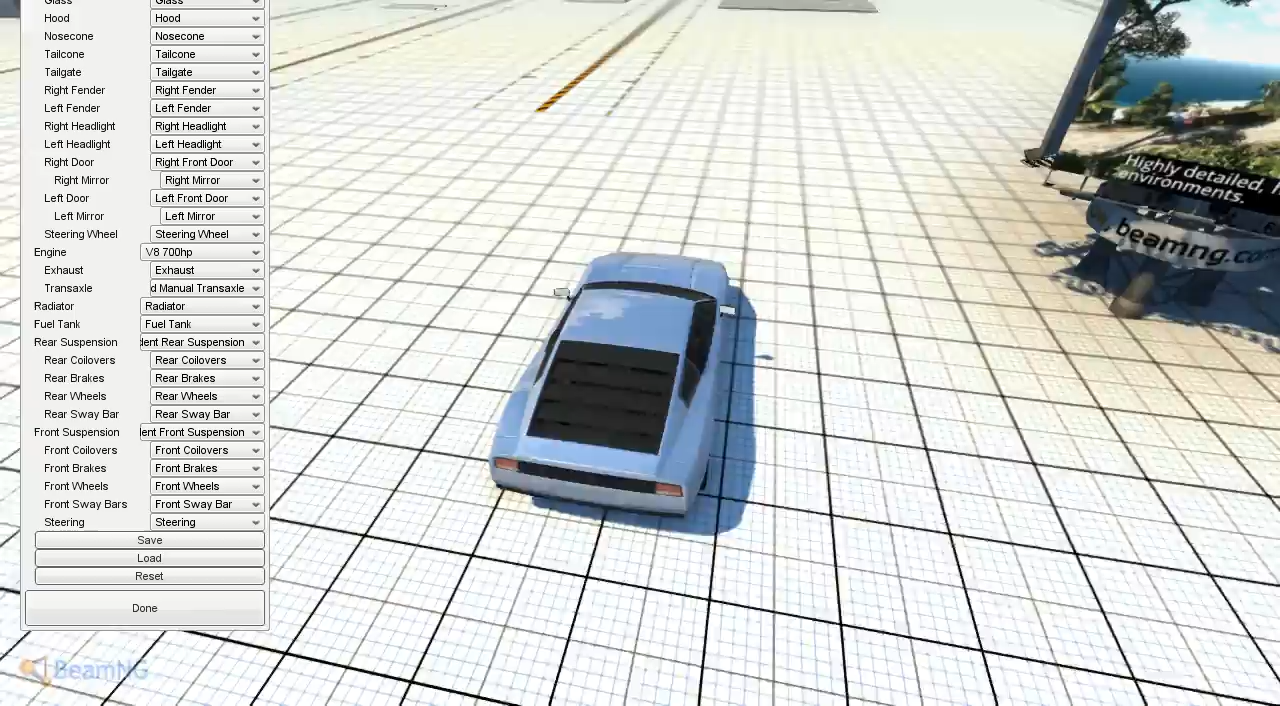 Glass Glass
Hood Hood
Nosecone Nosecone
Tailcone Tailcone
Tailgate Tailgate
Right Fender Right Fender
Left Fender Left Fender
Right Headlight Right Headlight
Left Headlight Left Headlight
Right Door Right Front Door
Right Mirror Right Mirror
Left Door Left Front Door
Left Mirror Left Mirror
Steering Wheel Steering Wheel
Engine V8 700hp
Exhaust Exhaust
Transaxle d Manual Transaxle
Radiator Radiator
Fuel Tank Fuel Tank
Rear Suspension dent Rear Suspension
Rear Coilovers Rear Coilovers
Rear Brakes Rear Brakes
Rear Wheels Rear Wheels
Rear Sway Bar Rear Sway Bar
Front Suspension ent Front Suspension
Front Coilovers Front Coilovers
Front Brakes Front Brakes
Front Wheels Front Wheels
Front Sway Bars Front Sway Bar
Steering Steering
Save
Load
Reset
Done
BeamNG
Highly detailed,
environments.
beamng.co